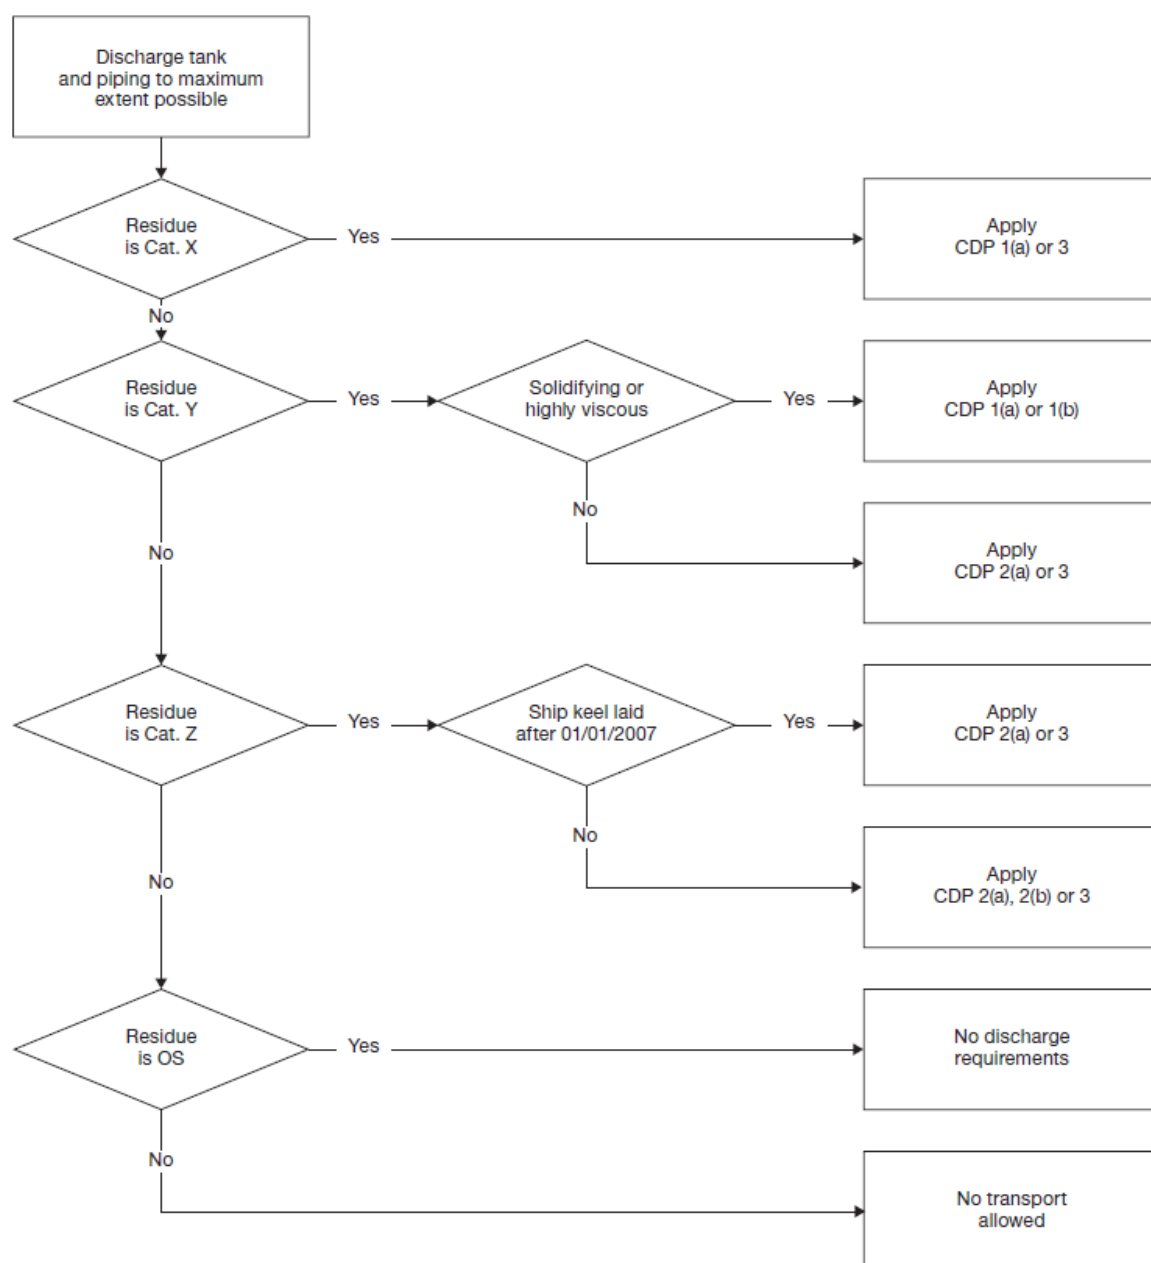 Discharge tank
and piping to maximum
extent possible
Residue
is Cat. X
Yes
Apply
CDP 1(a) or 3
No
Residue
is Cat. Y
Yes
Solidifying or
highly viscous
Yes
Apply
CDP 1(a) or 1(b)
No
Apply
CDP 2(a) or 3
No
Residue
is Cat. Z
Yes
Ship keel laid
after 01/01/2007
Yes
Apply
CDP 2(a) or 3
No
Apply
CDP 2(a), 2(b) or 3
No
Residue
is OS
Yes
No discharge
requirements
No
No transport
allowed